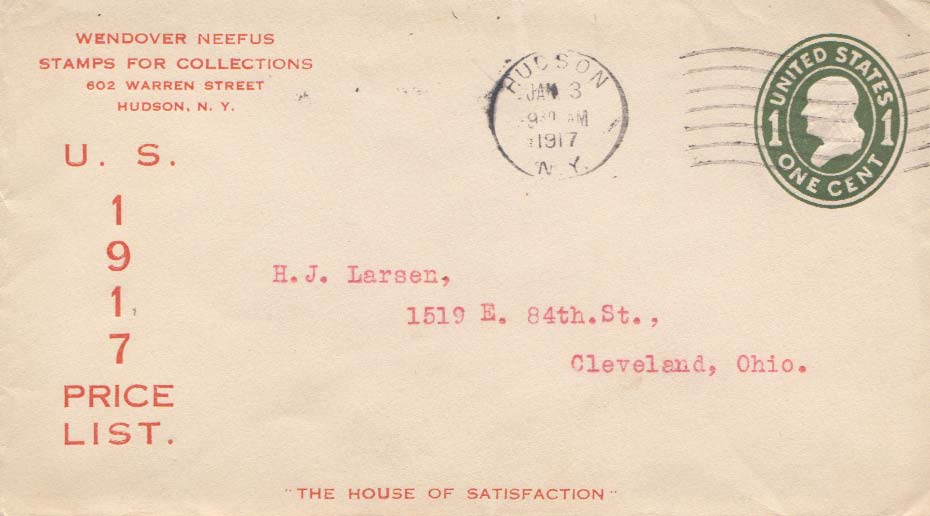 WENDOVER NEEFUS
STAMPS FOR COLLECTIONS
602 WARREN STREET
HUDSON, N. Y.
U. S.
1
9
1
7
PRICE
LIST.
HUDSON
JAN 3
AM
1917
N.Y.
UNITED STATES
1 1
ONE CENT
H.J. Larsen,
1519 E. 84th.St.,
Cleveland, Ohio.
"THE HOUSE OF SATISFACTION"